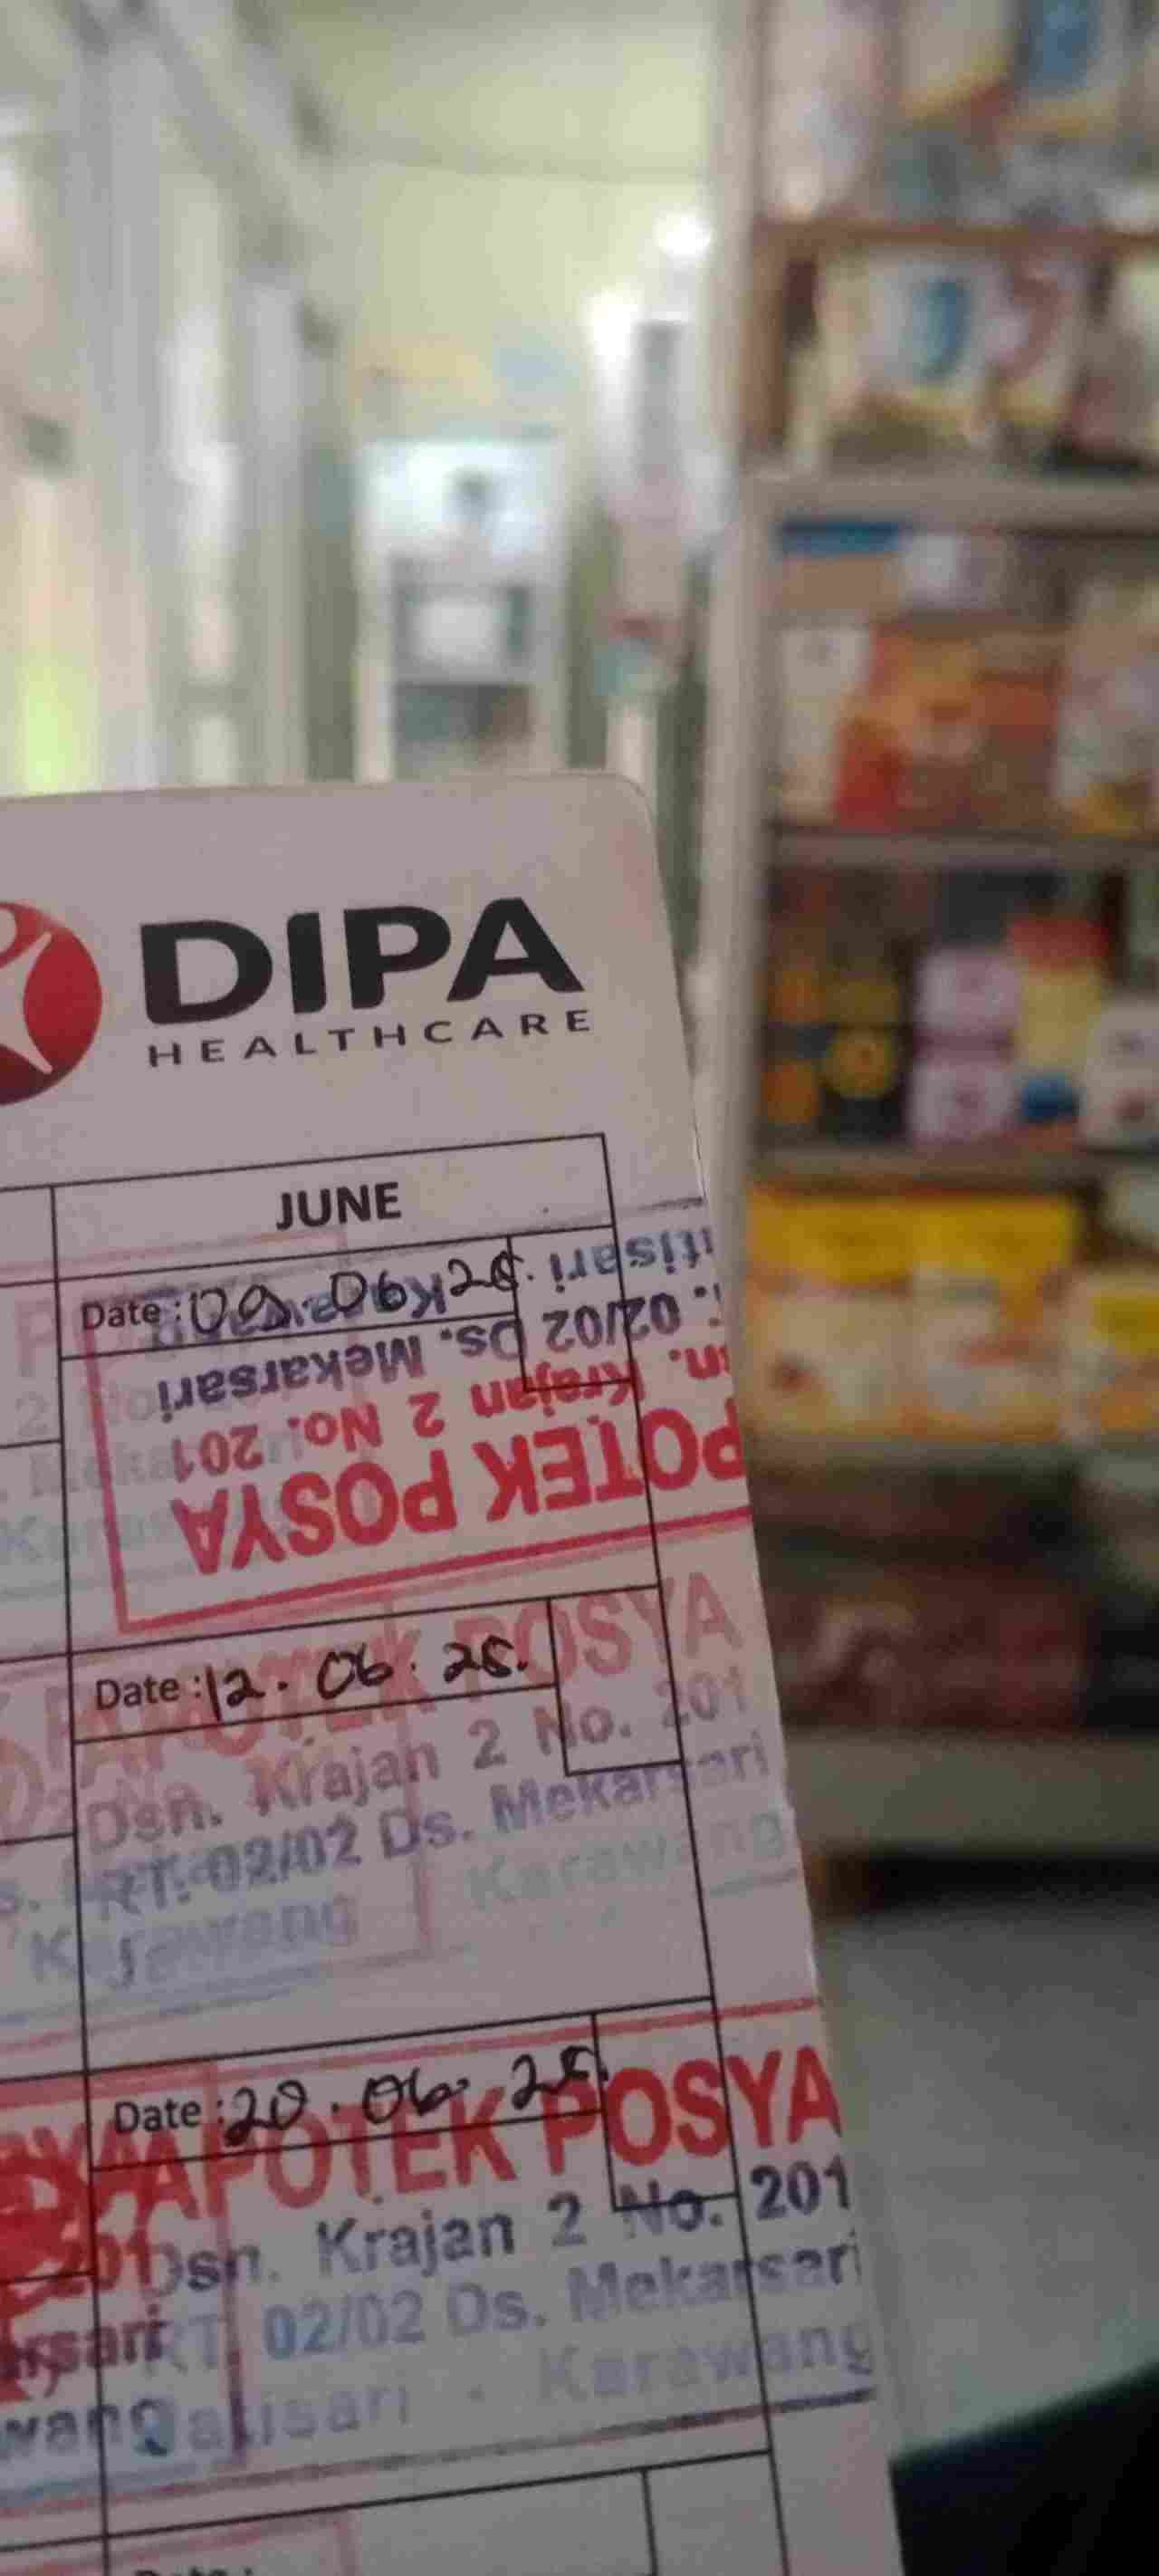 DIPA
HEALTHCARE
JUNE
Date : 09.06.25.
APOTEK POSYA
Krajan 2 No. 201
02/02 Ds. Mekarsari
Date : 12. 06. 25.
APOTEK POSYA
Dsn. Krajan 2 No. 201
RT. 02/02 Ds. Mekarsari
Karawang
Date : 20. 06. 25.
APOTEK POSYA
Dsn. Krajan 2 No. 201
RT. 02/02 Ds. Mekarsari
Jatisari - Karawang